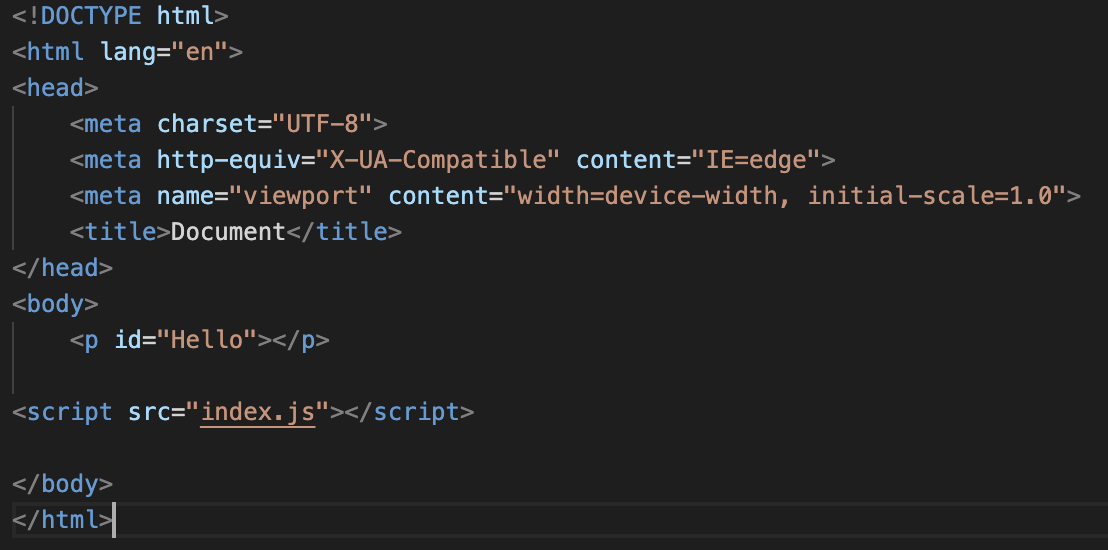 <!DOCTYPE html>
<html lang="en">
<head>
    <meta charset="UTF-8">
    <meta http-equiv="X-UA-Compatible" content="IE=edge">
    <meta name="viewport" content="width=device-width, initial-scale=1.0">
    <title>Document</title>
</head>
<body>
    <p id="Hello"></p>

<script src="index.js"></script>

</body>
</html>